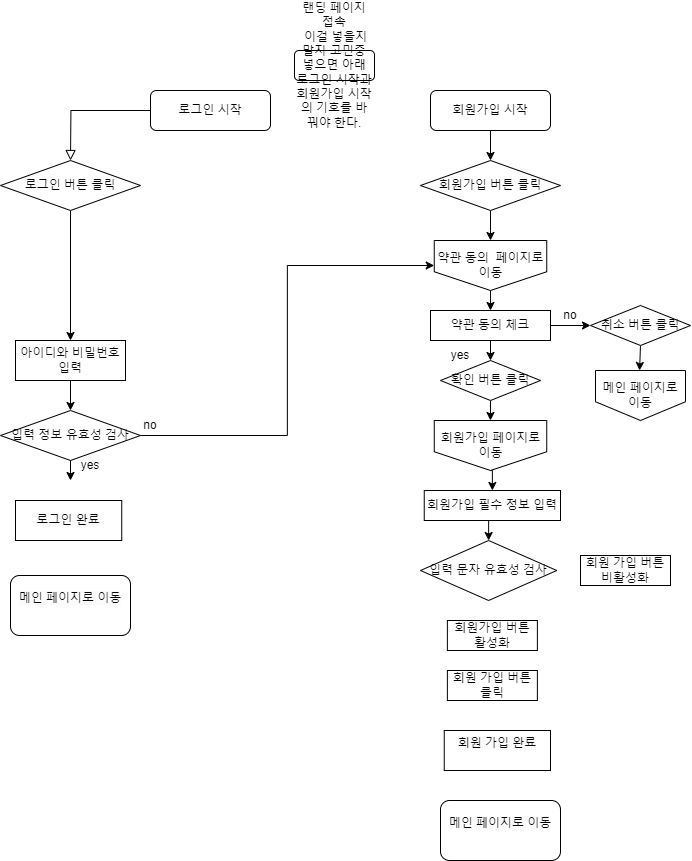 랜딩 페이지
접속
이걸 넣을지
말지 고민중
넣으면 아래
로그인 시작과
회원가입 시작
의 기호를 바
꿔야 한다.
로그인 시작
로그인 버튼 클릭
아이디와 비밀번호
입력
입력 정보 유효성 검사
no
yes
로그인 완료
메인 페이지로 이동
회원가입 시작
회원가입 버튼 클릭
약관 동의 페이지로
이동
약관 동의 체크
no
취소 버튼 클릭
메인 페이지로
이동
yes
확인 버튼 클릭
회원가입 페이지로
이동
회원가입 필수 정보 입력
입력 문자 유효성 검사
회원 가입 버튼
비활성화
회원가입 버튼
활성화
회원 가입 버튼
클릭
회원 가입 완료
메인 페이지로 이동